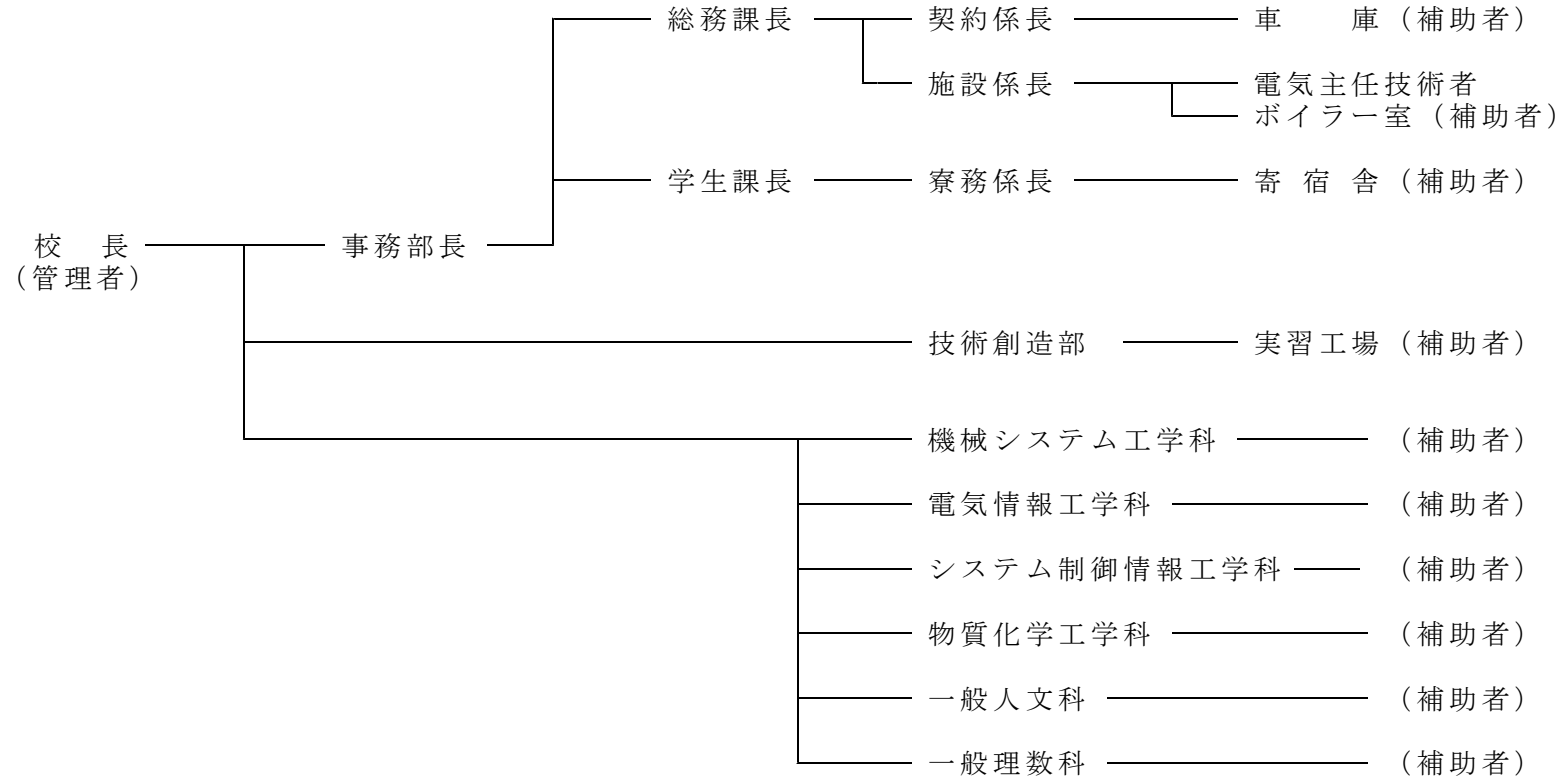 総務課長 契約係長 車　　庫（補助者）
施設係長 電気主任技術者
ボイラー室（補助者）
学生課長 寮務係長 寄　宿　舎（補助者）
校　長 事務部長
（管理者）
技術創造部 実習工場（補助者）
機械システム工学科 （補助者）
電気情報工学科 （補助者）
システム制御情報工学科 （補助者）
物質化学工学科 （補助者）
一般人文科 （補助者）
一般理数科 （補助者）